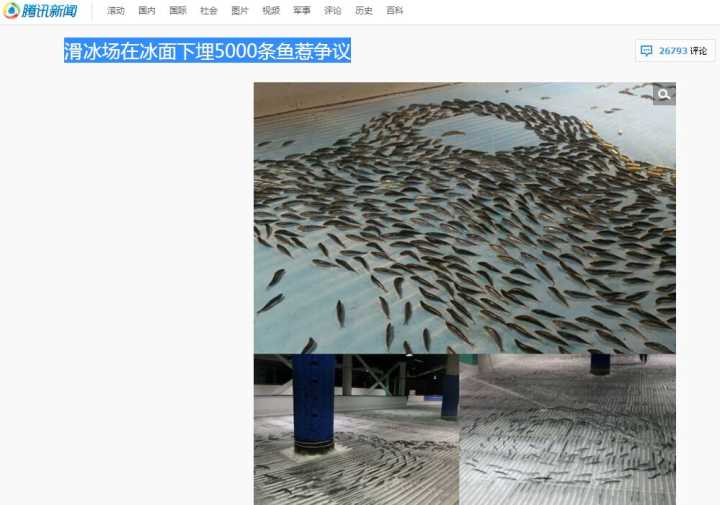 腾讯新闻 滚动 国内 国际 社会 图片 视频 军事 评论 历史 百科
滑冰场在冰面下埋5000条鱼惹争议
26793 评论